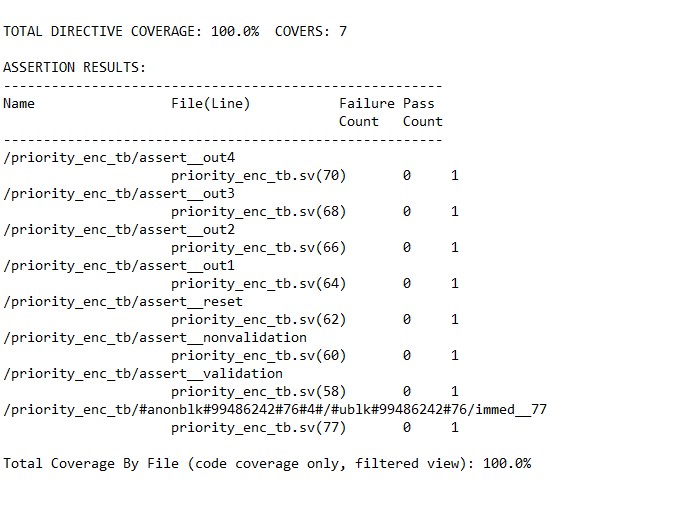 TOTAL DIRECTIVE COVERAGE: 100.0%  COVERS: 7
ASSERTION RESULTS:
------------------------------------------------------
Name                 File(Line)           Failure Pass
                                          Count   Count
------------------------------------------------------
/priority_enc_tb/assert__out4
                     priority_enc_tb.sv(70)       0     1
/priority_enc_tb/assert__out3
                     priority_enc_tb.sv(68)       0     1
/priority_enc_tb/assert__out2
                     priority_enc_tb.sv(66)       0     1
/priority_enc_tb/assert__out1
                     priority_enc_tb.sv(64)       0     1
/priority_enc_tb/assert__reset
                     priority_enc_tb.sv(62)       0     1
/priority_enc_tb/assert__nonvalidation
                     priority_enc_tb.sv(60)       0     1
/priority_enc_tb/assert__validation
                     priority_enc_tb.sv(58)       0     1
/priority_enc_tb/#anonblk#99486242#76#4#/#ublk#99486242#76/immed__77
                     priority_enc_tb.sv(77)       0     1
Total Coverage By File (code coverage only, filtered view): 100.0%